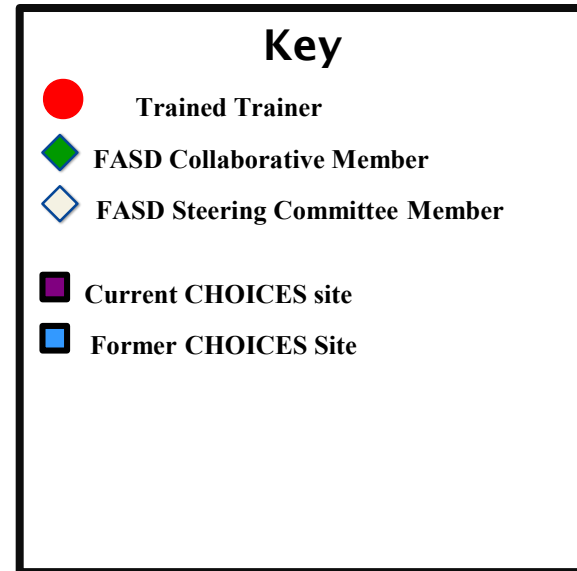 Key
Trained Trainer
FASD Collaborative Member
FASD Steering Committee Member
Current CHOICES site
Former CHOICES Site